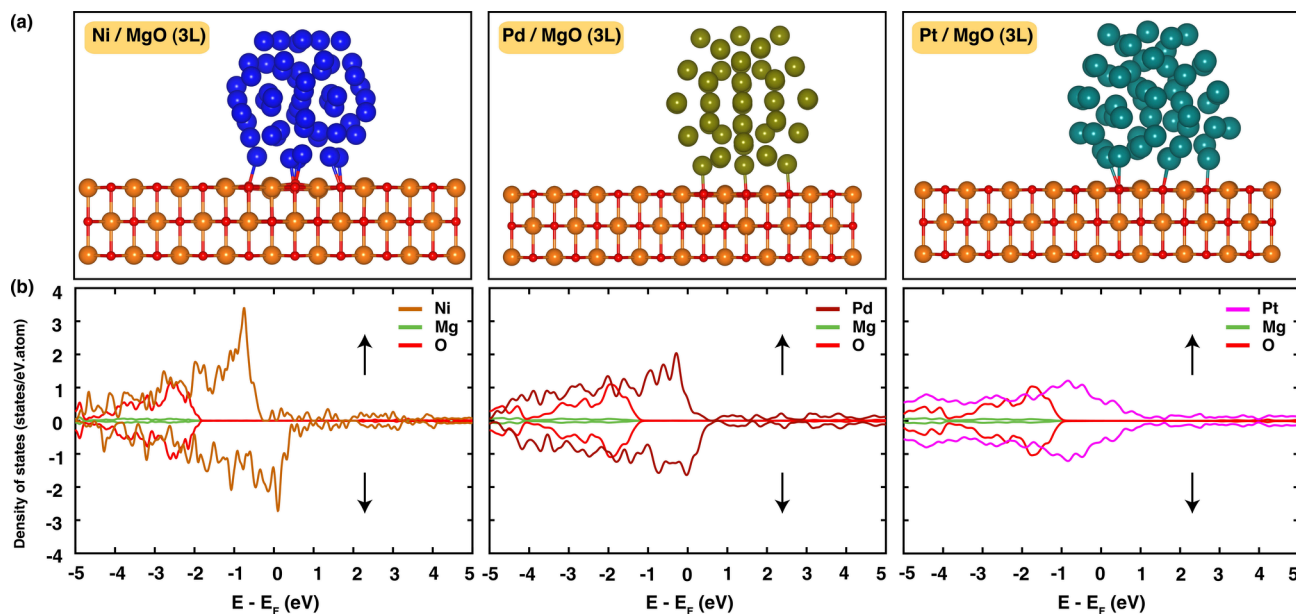 (a)
Ni / MgO (3L)
Pd / MgO (3L)
Pt / MgO (3L)
(b)
Density of states (states/eV.atom)
4
3
2
1
0
-1
-2
-3
-4
Ni
Mg
O
-5 -4 -3 -2 -1 0 1 2 3 4 5
E - E_F (eV)
Pd
Mg
O
-5 -4 -3 -2 -1 0 1 2 3 4 5
E - E_F (eV)
Pt
Mg
O
-5 -4 -3 -2 -1 0 1 2 3 4 5
E - E_F (eV)